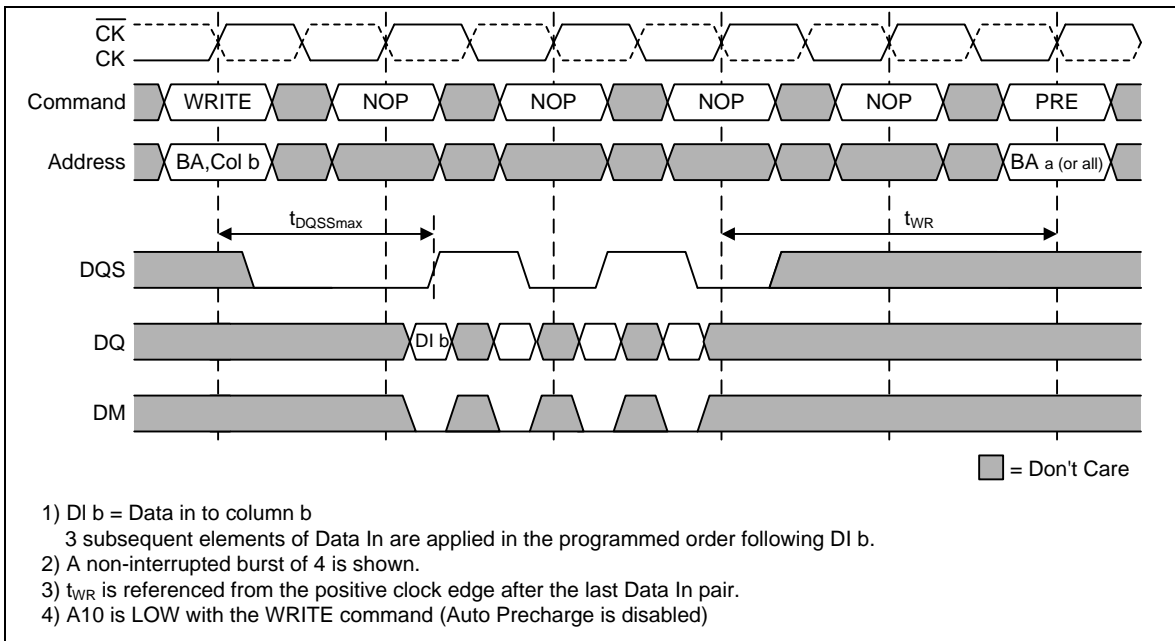 CK
CK
Command WRITE NOP NOP NOP NOP PRE
Address BA,Col b BA a (or all)
tDQSSmax tWR
DQS
DQ DI b
DM
= Don't Care
1) DI b = Data in to column b
3 subsequent elements of Data In are applied in the programmed order following DI b.
2) A non-interrupted burst of 4 is shown.
3) tWR is referenced from the positive clock edge after the last Data In pair.
4) A10 is LOW with the WRITE command (Auto Precharge is disabled)